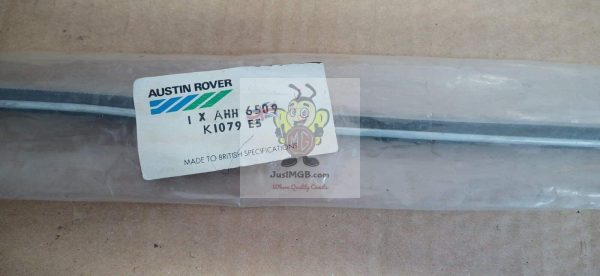 AUSTIN ROVER
1 X AHH 6509
K1079 E5
MADE TO BRITISH SPECIFICATIONS
JustMGB.com
Where Quality Counts